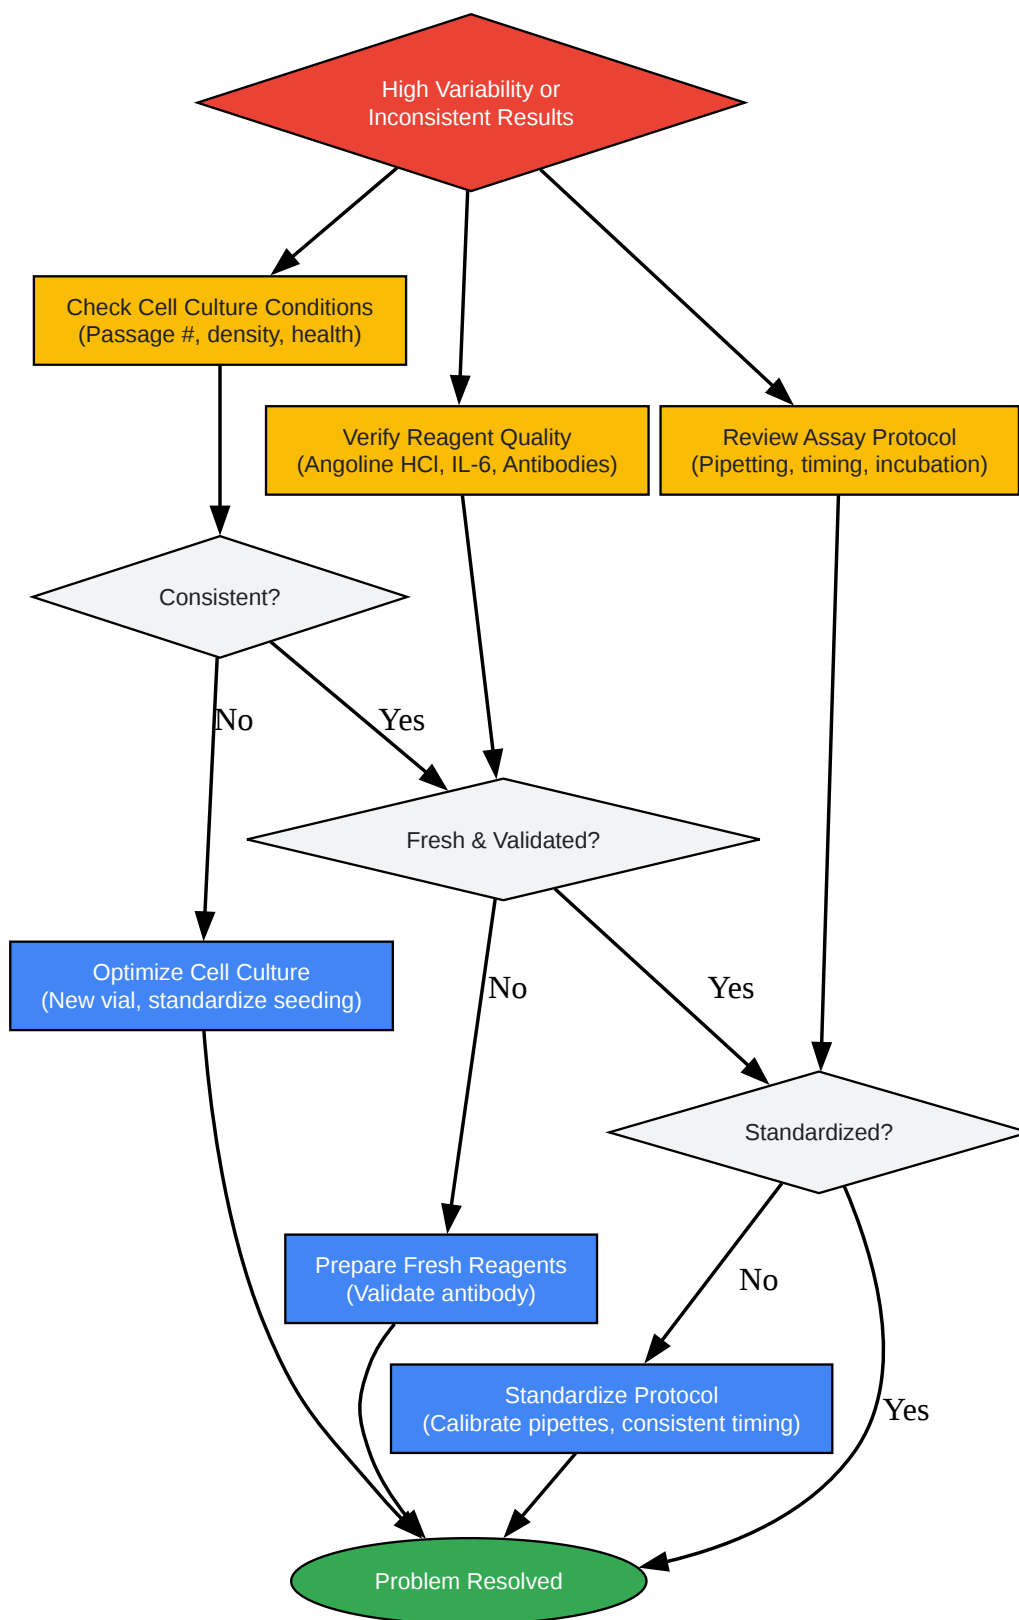 High Variability or
Inconsistent Results
Check Cell Culture Conditions
(Passage #, density, health)
Verify Reagent Quality
(Angoline HCl, IL-6, Antibodies)
Review Assay Protocol
(Pipetting, timing, incubation)
Consistent?
No
Yes
Fresh & Validated?
Optimize Cell Culture
(New vial, standardize seeding)
No
Yes
Standardized?
Prepare Fresh Reagents
(Validate antibody)
No
Standardize Protocol
(Calibrate pipettes, consistent timing)
Yes
Problem Resolved